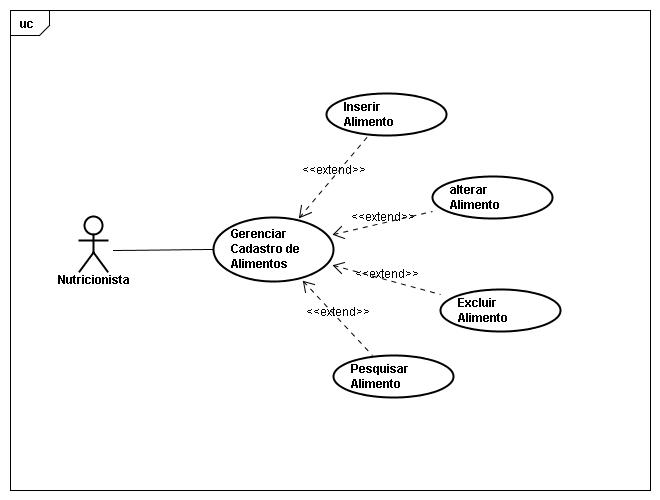 uc
Inserir
Alimento
<<extend>>
alterar
Alimento
<<extend>>
Gerenciar
Cadastro de
Alimentos
Nutricionista
<<extend>>
Excluir
Alimento
<<extend>>
Pesquisar
Alimento